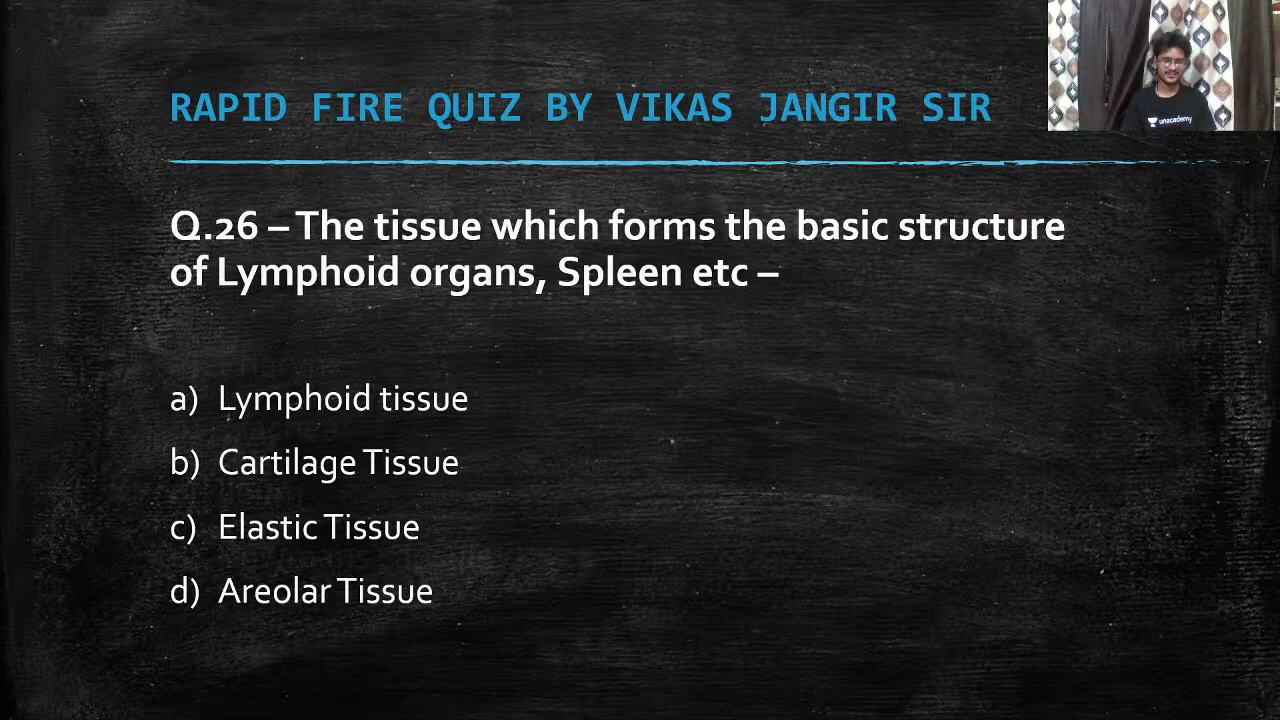 RAPID FIRE QUIZ BY VIKAS JANGIR SIR
unacademy
Q.26 – The tissue which forms the basic structure
of Lymphoid organs, Spleen etc –
a) Lymphoid tissue
b) Cartilage Tissue
c) Elastic Tissue
d) Areolar Tissue